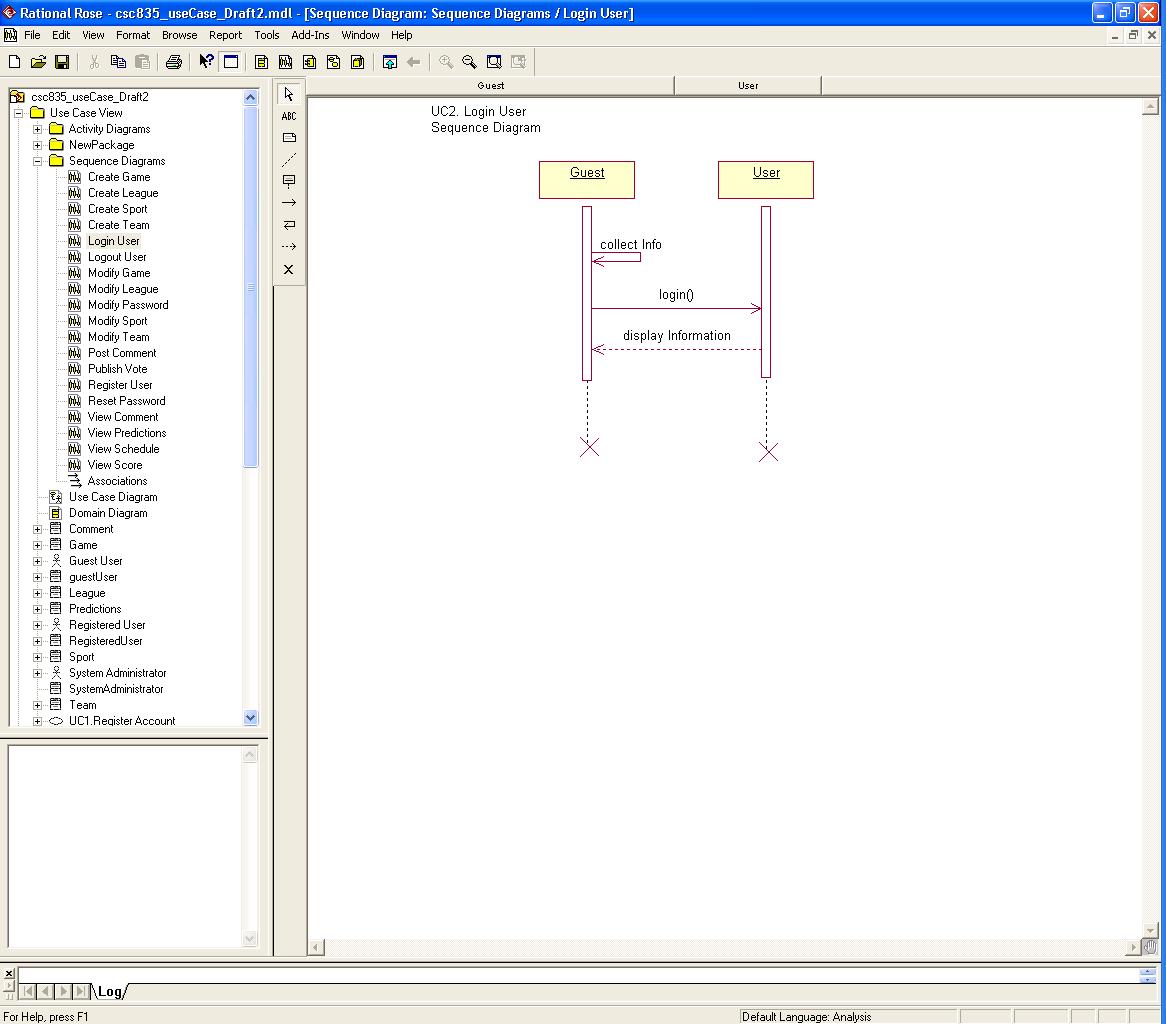 Rational Rose - csc835_useCase_Draft2.mdl - [Sequence Diagram: Sequence Diagrams / Login User]
File Edit View Format Browse Report Tools Add-Ins Window Help
csc835_useCase_Draft2
Use Case View
Activity Diagrams
NewPackage
Sequence Diagrams
Create Game
Create League
Create Sport
Create Team
Login User
Logout User
Modify Game
Modify League
Modify Password
Modify Sport
Modify Team
Post Comment
Publish Vote
Register User
Reset Password
View Comment
View Predictions
View Schedule
View Score
Associations
Use Case Diagram
Domain Diagram
Comment
Game
Guest User
guestUser
League
Predictions
Registered User
RegisteredUser
Sport
System Administrator
SystemAdministrator
Team
UC1.Register Account
ABC
Guest User
UC2. Login User
Sequence Diagram
Guest User
collect Info
login()
display Information
Log
For Help, press F1
Default Language: Analysis